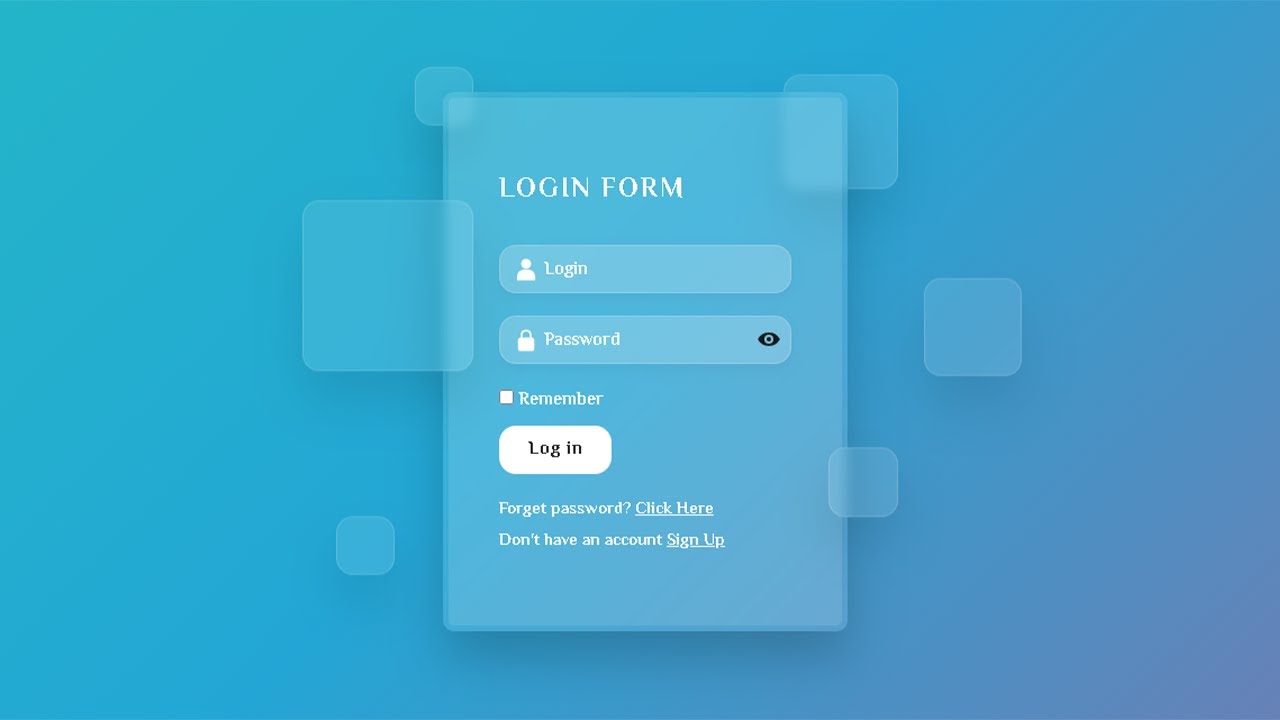 LOGIN FORM
Login
Password
Remember
Log in
Forget password? Click Here
Don't have an account Sign Up